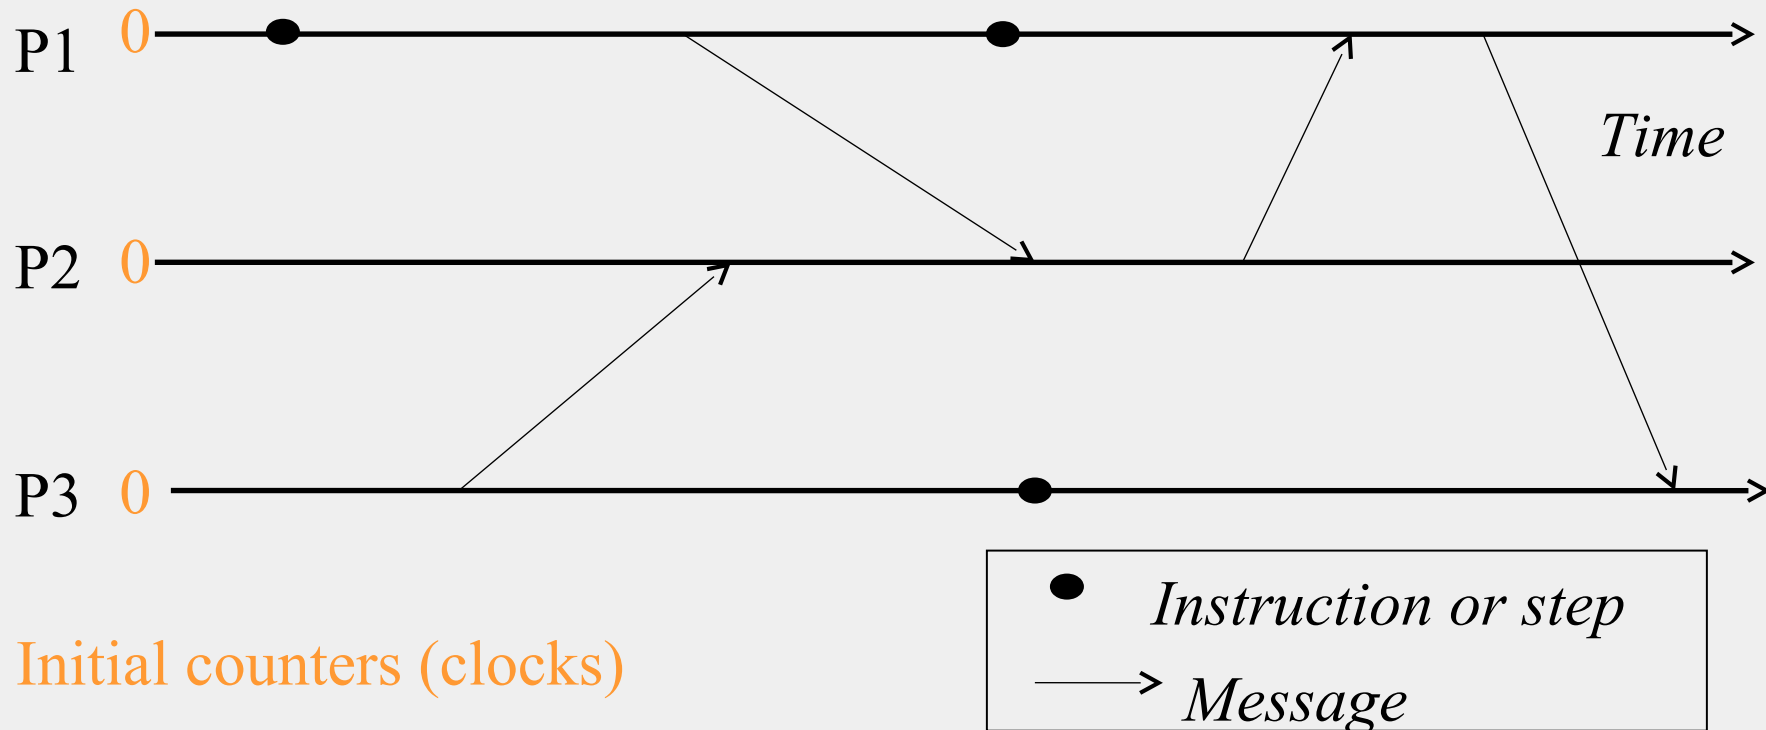 P1 0
Time
P2 0
P3 0
Instruction or step
Initial counters (clocks)
Message